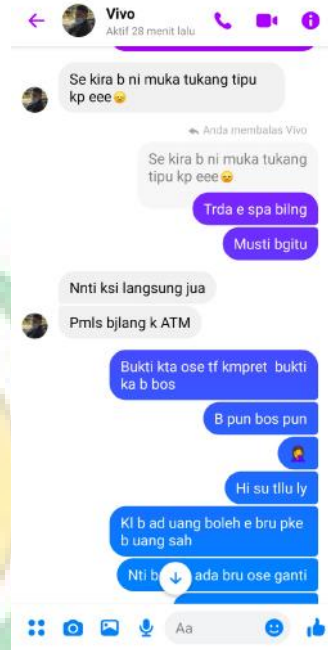 Vivo
Aktif 28 menit lalu
Se kira b ni muka tukang tipu
kp eee
Anda membalas Vivo
Se kira b ni muka tukang
tipu kp eee
Trda e spa bilng
Musti bgitu
Nnti ksi langsung jua
Pmls bjlang k ATM
Bukti kta ose tf kmpret bukti
ka b bos
B pun bos pun
🤦‍♀️
Hi su tllu ly
Kl b ad uang boleh e bru pke
b uang sah
Nti b ada bru ose ganti
Aa